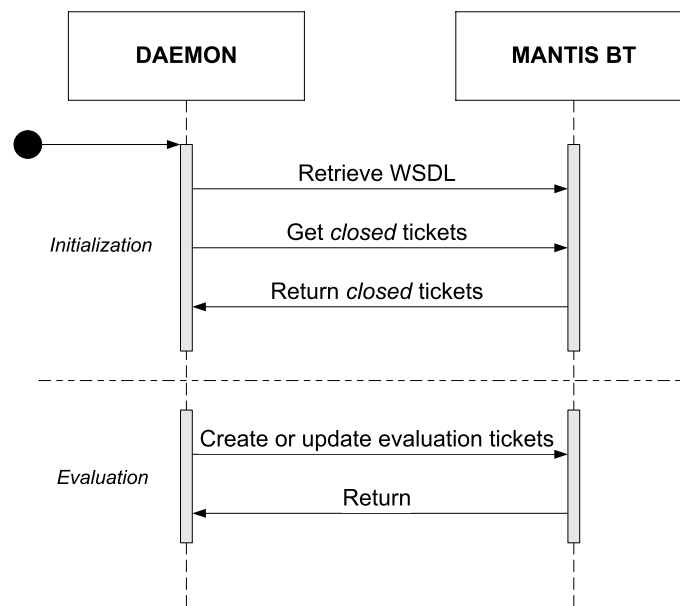 DAEMON
MANTIS BT
Retrieve WSDL
Get closed tickets
Initialization
Return closed tickets
Create or update evaluation tickets
Evaluation
Return